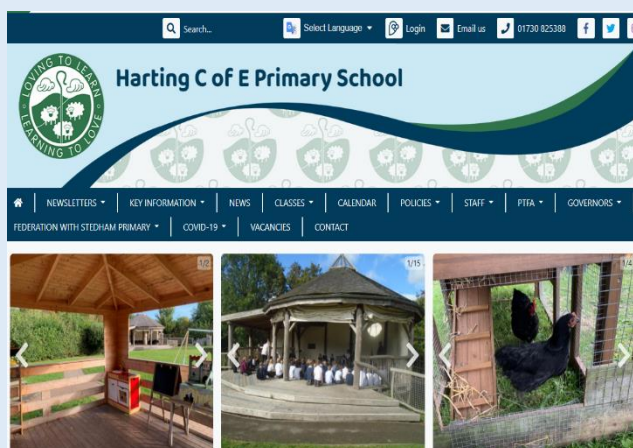 Search...
Select Language
Login
Email us
01730 825388
LOVING TO LEARN
LEARNING TO LOVE
Harting C of E Primary School
NEWSLETTERS
KEY INFORMATION
NEWS
CLASSES
CALENDAR
POLICIES
STAFF
PTFA
GOVERNORS
FEDERATION WITH STEDHAM PRIMARY
COVID-19
VACANCIES
CONTACT
1/2
1/15
1/4